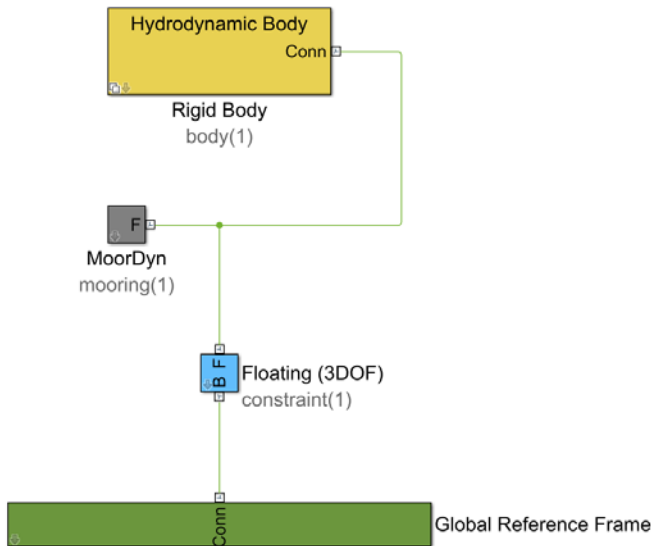 Hydrodynamic Body
Conn
Rigid Body
body(1)
F
MoorDyn
mooring(1)
B F
Floating (3DOF)
constraint(1)
Conn
Global Reference Frame